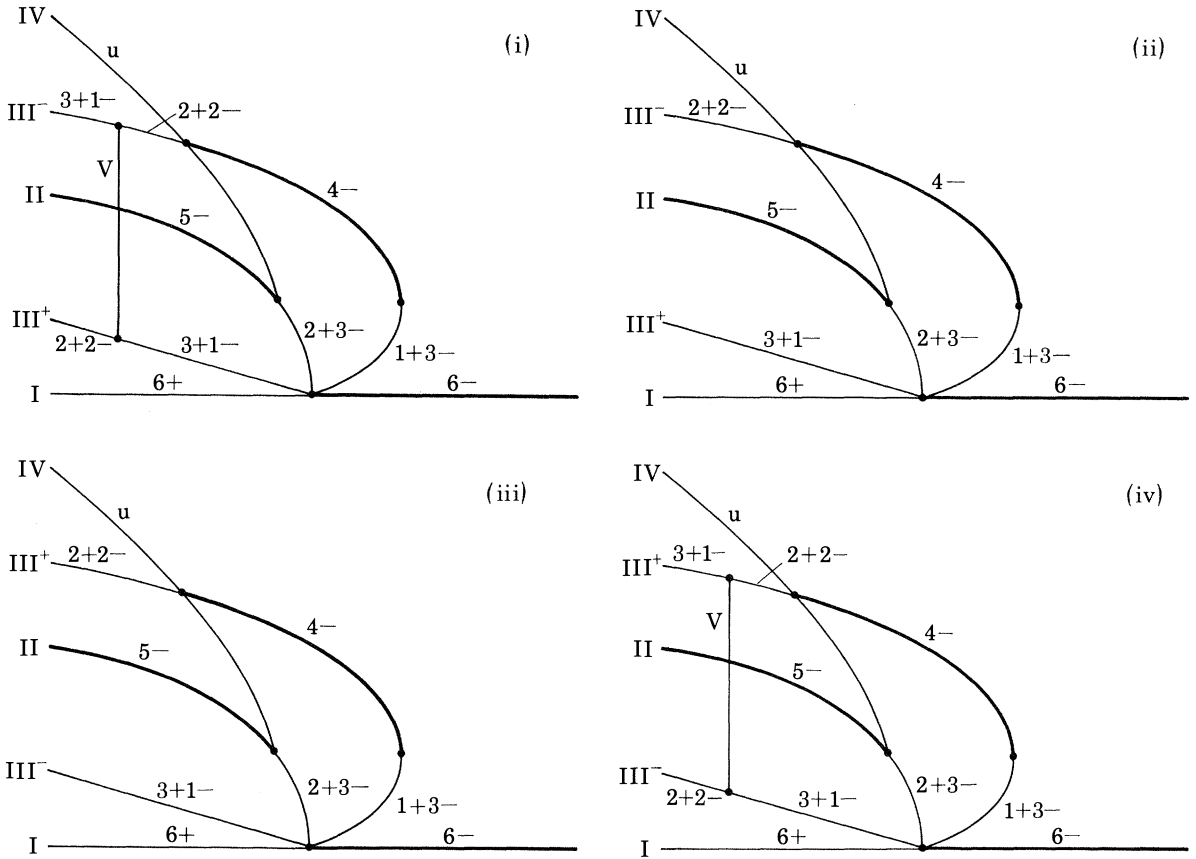 IV
u
(i)
3+1−
2+2−
III⁻
V
4−
II
5−
III⁺
2+2−
3+1−
2+3−
1+3−
I
6+
6−
IV
u
(ii)
2+2−
III⁻
4−
II
5−
III⁺
3+1−
2+3−
1+3−
I
6+
6−
IV
u
(iii)
2+2−
III⁺
4−
II
5−
III⁻
3+1−
2+3−
1+3−
I
6+
6−
IV
u
(iv)
3+1−
2+2−
III⁺
V
4−
II
5−
III⁻
2+2−
3+1−
2+3−
1+3−
I
6+
6−